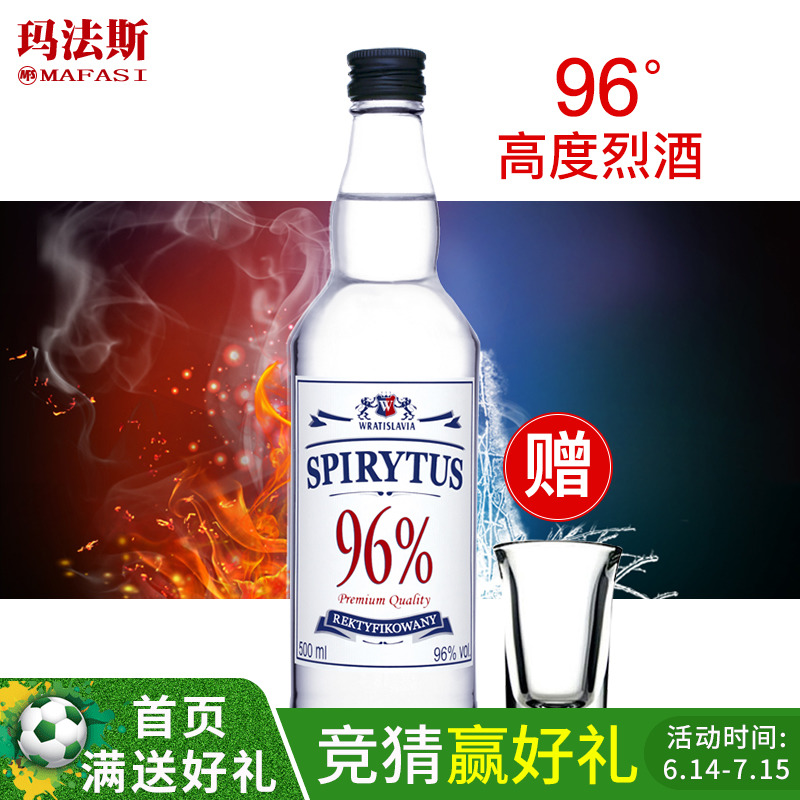 玛法斯
MFS MAFASI
96°
高度烈酒
W
WRATISLAVIA
SPIRYTUS
96%
Premium Quality
REKTYFIKOWANY
500 ml
96% vol.
赠
首页
满送好礼
竞猜赢好礼
活动时间:
6.14-7.15